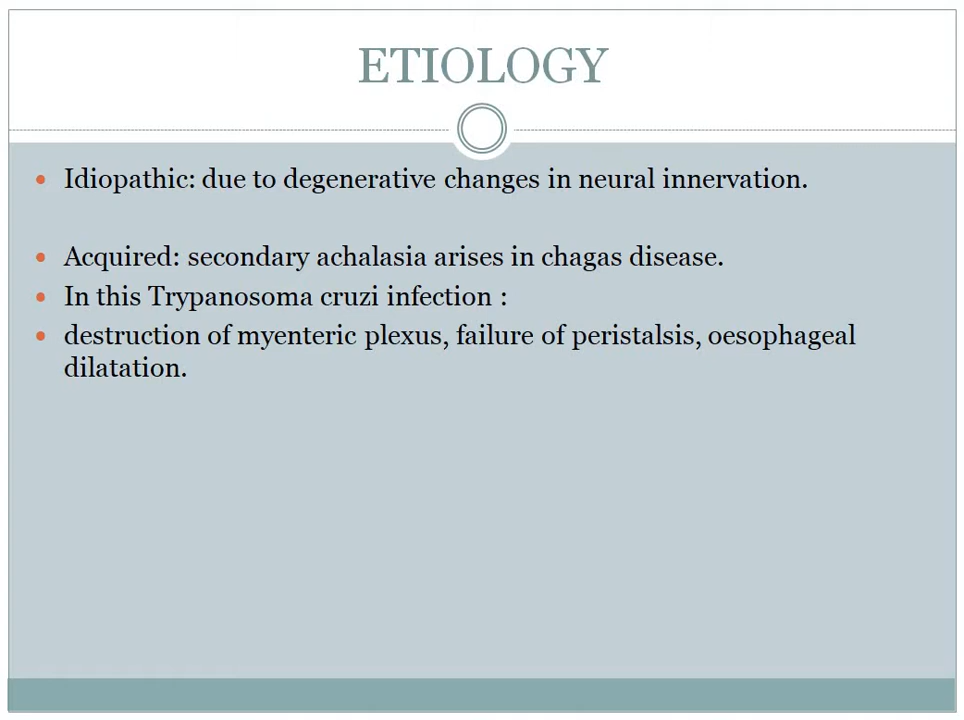 ETIOLOGY
Idiopathic: due to degenerative changes in neural innervation.
Acquired: secondary achalasia arises in chagas disease.
In this Trypanosoma cruzi infection :
destruction of myenteric plexus, failure of peristalsis, oesophageal
dilatation.